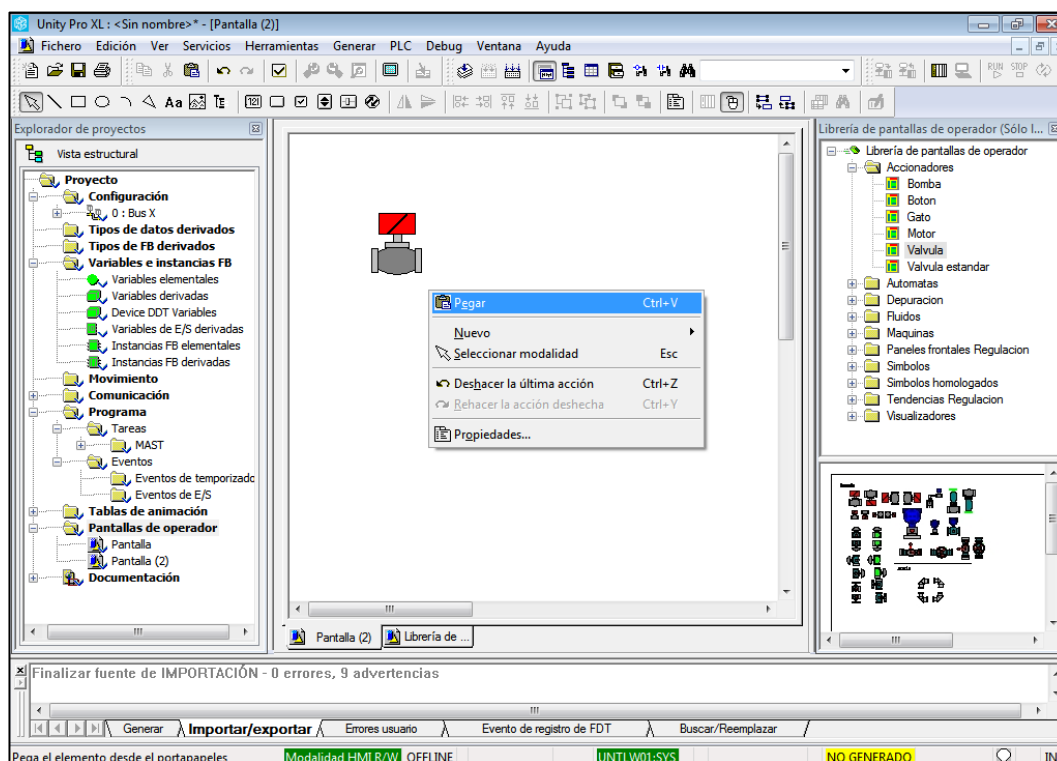 Unity Pro XL : <Sin nombre>* - [Pantalla (2)]
Fichero Edición Ver Servicios Herramientas Generar PLC Debug Ventana Ayuda
RUN STOP
Aa
Explorador de proyectos
Vista estructural
Proyecto
Configuración
0 : Bus X
Tipos de datos derivados
Tipos de FB derivados
Variables e instancias FB
Variables elementales
Variables derivadas
Device DDT Variables
Variables de E/S derivadas
Instancias FB elementales
Instancias FB derivadas
Movimiento
Comunicación
Programa
Tareas
MAST
Eventos
Eventos de temporizado
Eventos de E/S
Tablas de animación
Pantallas de operador
Pantalla
Pantalla (2)
Documentación
Pegar Ctrl+V
Nuevo
Seleccionar modalidad Esc
Deshacer la última acción Ctrl+Z
Rehacer la acción deshecha Ctrl+Y
Propiedades...
Pantalla (2) Librería de ...
Librería de pantallas de operador (Sólo l...
Librería de pantallas de operador
Accionadores
Bomba
Boton
Gato
Motor
Valvula
Valvula estandar
Automatas
Depuracion
Fluidos
Maquinas
Paneles frontales Regulacion
Simbolos
Simbolos homologados
Tendencias Regulacion
Visualizadores
Finalizar fuente de IMPORTACIÓN - 0 errores, 9 advertencias
Generar Importar/exportar Errores usuario Evento de registro de FDT Buscar/Reemplazar
Pega el elemento desde el portapapeles Modalidad HMI R/W OFFLINE UNTLW01:SYS NO GENERADO IN